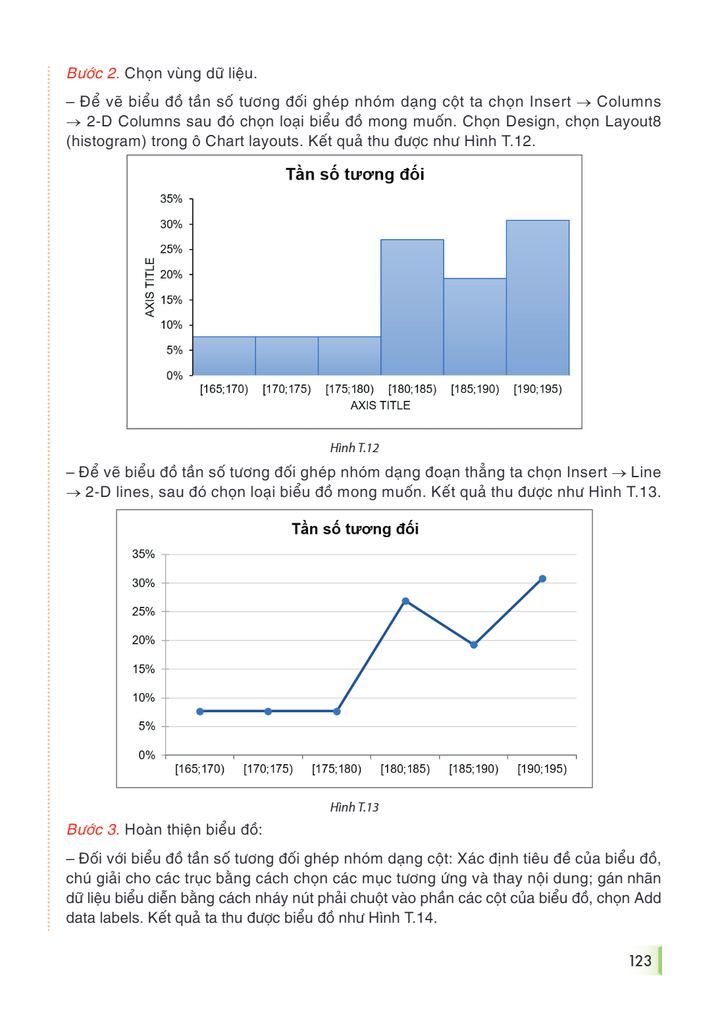 Bước 2. Chọn vùng dữ liệu.
– Để vẽ biểu đồ tần số tương đối ghép nhóm dạng cột ta chọn Insert → Columns
→ 2-D Columns sau đó chọn loại biểu đồ mong muốn. Chọn Design, chọn Layout8
(histogram) trong ô Chart layouts. Kết quả thu được như Hình T.12.
Tần số tương đối
35%
30%
25%
20%
15%
10%
5%
0%
AXIS TITLE
[165;170) [170;175) [175;180) [180;185) [185;190) [190;195)
AXIS TITLE
Hình T.12
– Để vẽ biểu đồ tần số tương đối ghép nhóm dạng đoạn thẳng ta chọn Insert → Line
→ 2-D lines, sau đó chọn loại biểu đồ mong muốn. Kết quả thu được như Hình T.13.
Tần số tương đối
35%
30%
25%
20%
15%
10%
5%
0%
[165;170) [170;175) [175;180) [180;185) [185;190) [190;195)
Hình T.13
Bước 3. Hoàn thiện biểu đồ:
– Đối với biểu đồ tần số tương đối ghép nhóm dạng cột: Xác định tiêu đề của biểu đồ,
chú giải cho các trục bằng cách chọn các mục tương ứng và thay nội dung; gán nhãn
dữ liệu biểu diễn bằng cách nháy nút phải chuột vào phần các cột của biểu đồ, chọn Add
data labels. Kết quả ta thu được biểu đồ như Hình T.14.
123